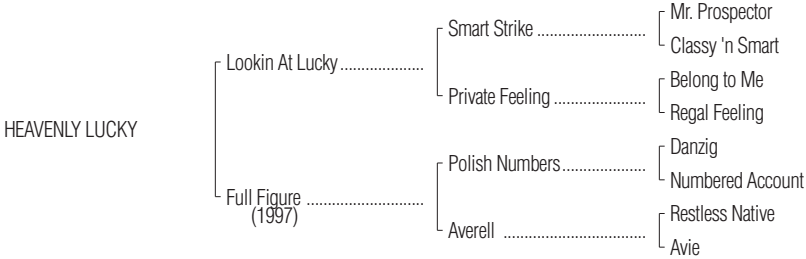 Mr. Prospector
Smart Strike ..........................
Classy 'n Smart
Lookin At Lucky ....................
Belong to Me
Private Feeling ......................
Regal Feeling
HEAVENLY LUCKY
Danzig
Polish Numbers ....................
Numbered Account
Full Figure ............................
(1997)
Restless Native
Averell ..................................
Avie